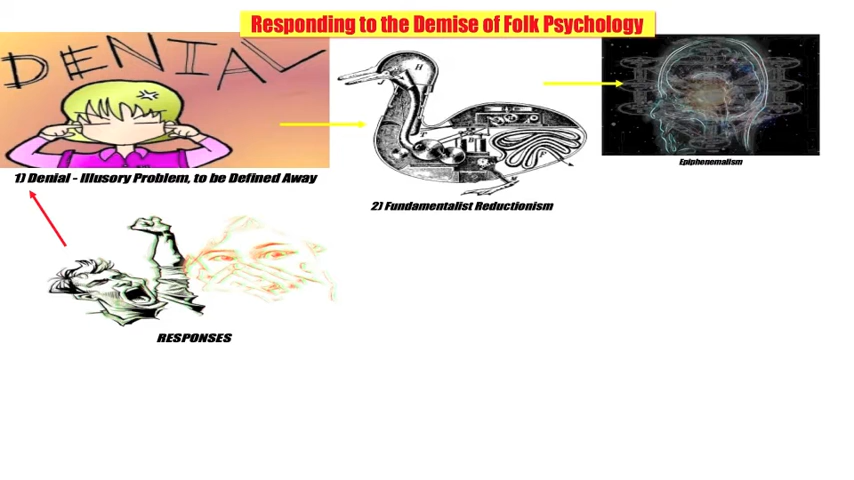 Responding to the Demise of Folk Psychology
DENIAL
H
Epiphenemalism
1) Denial - Illusory Problem, to be Defined Away
2) Fundamentalist Reductionism
RESPONSES